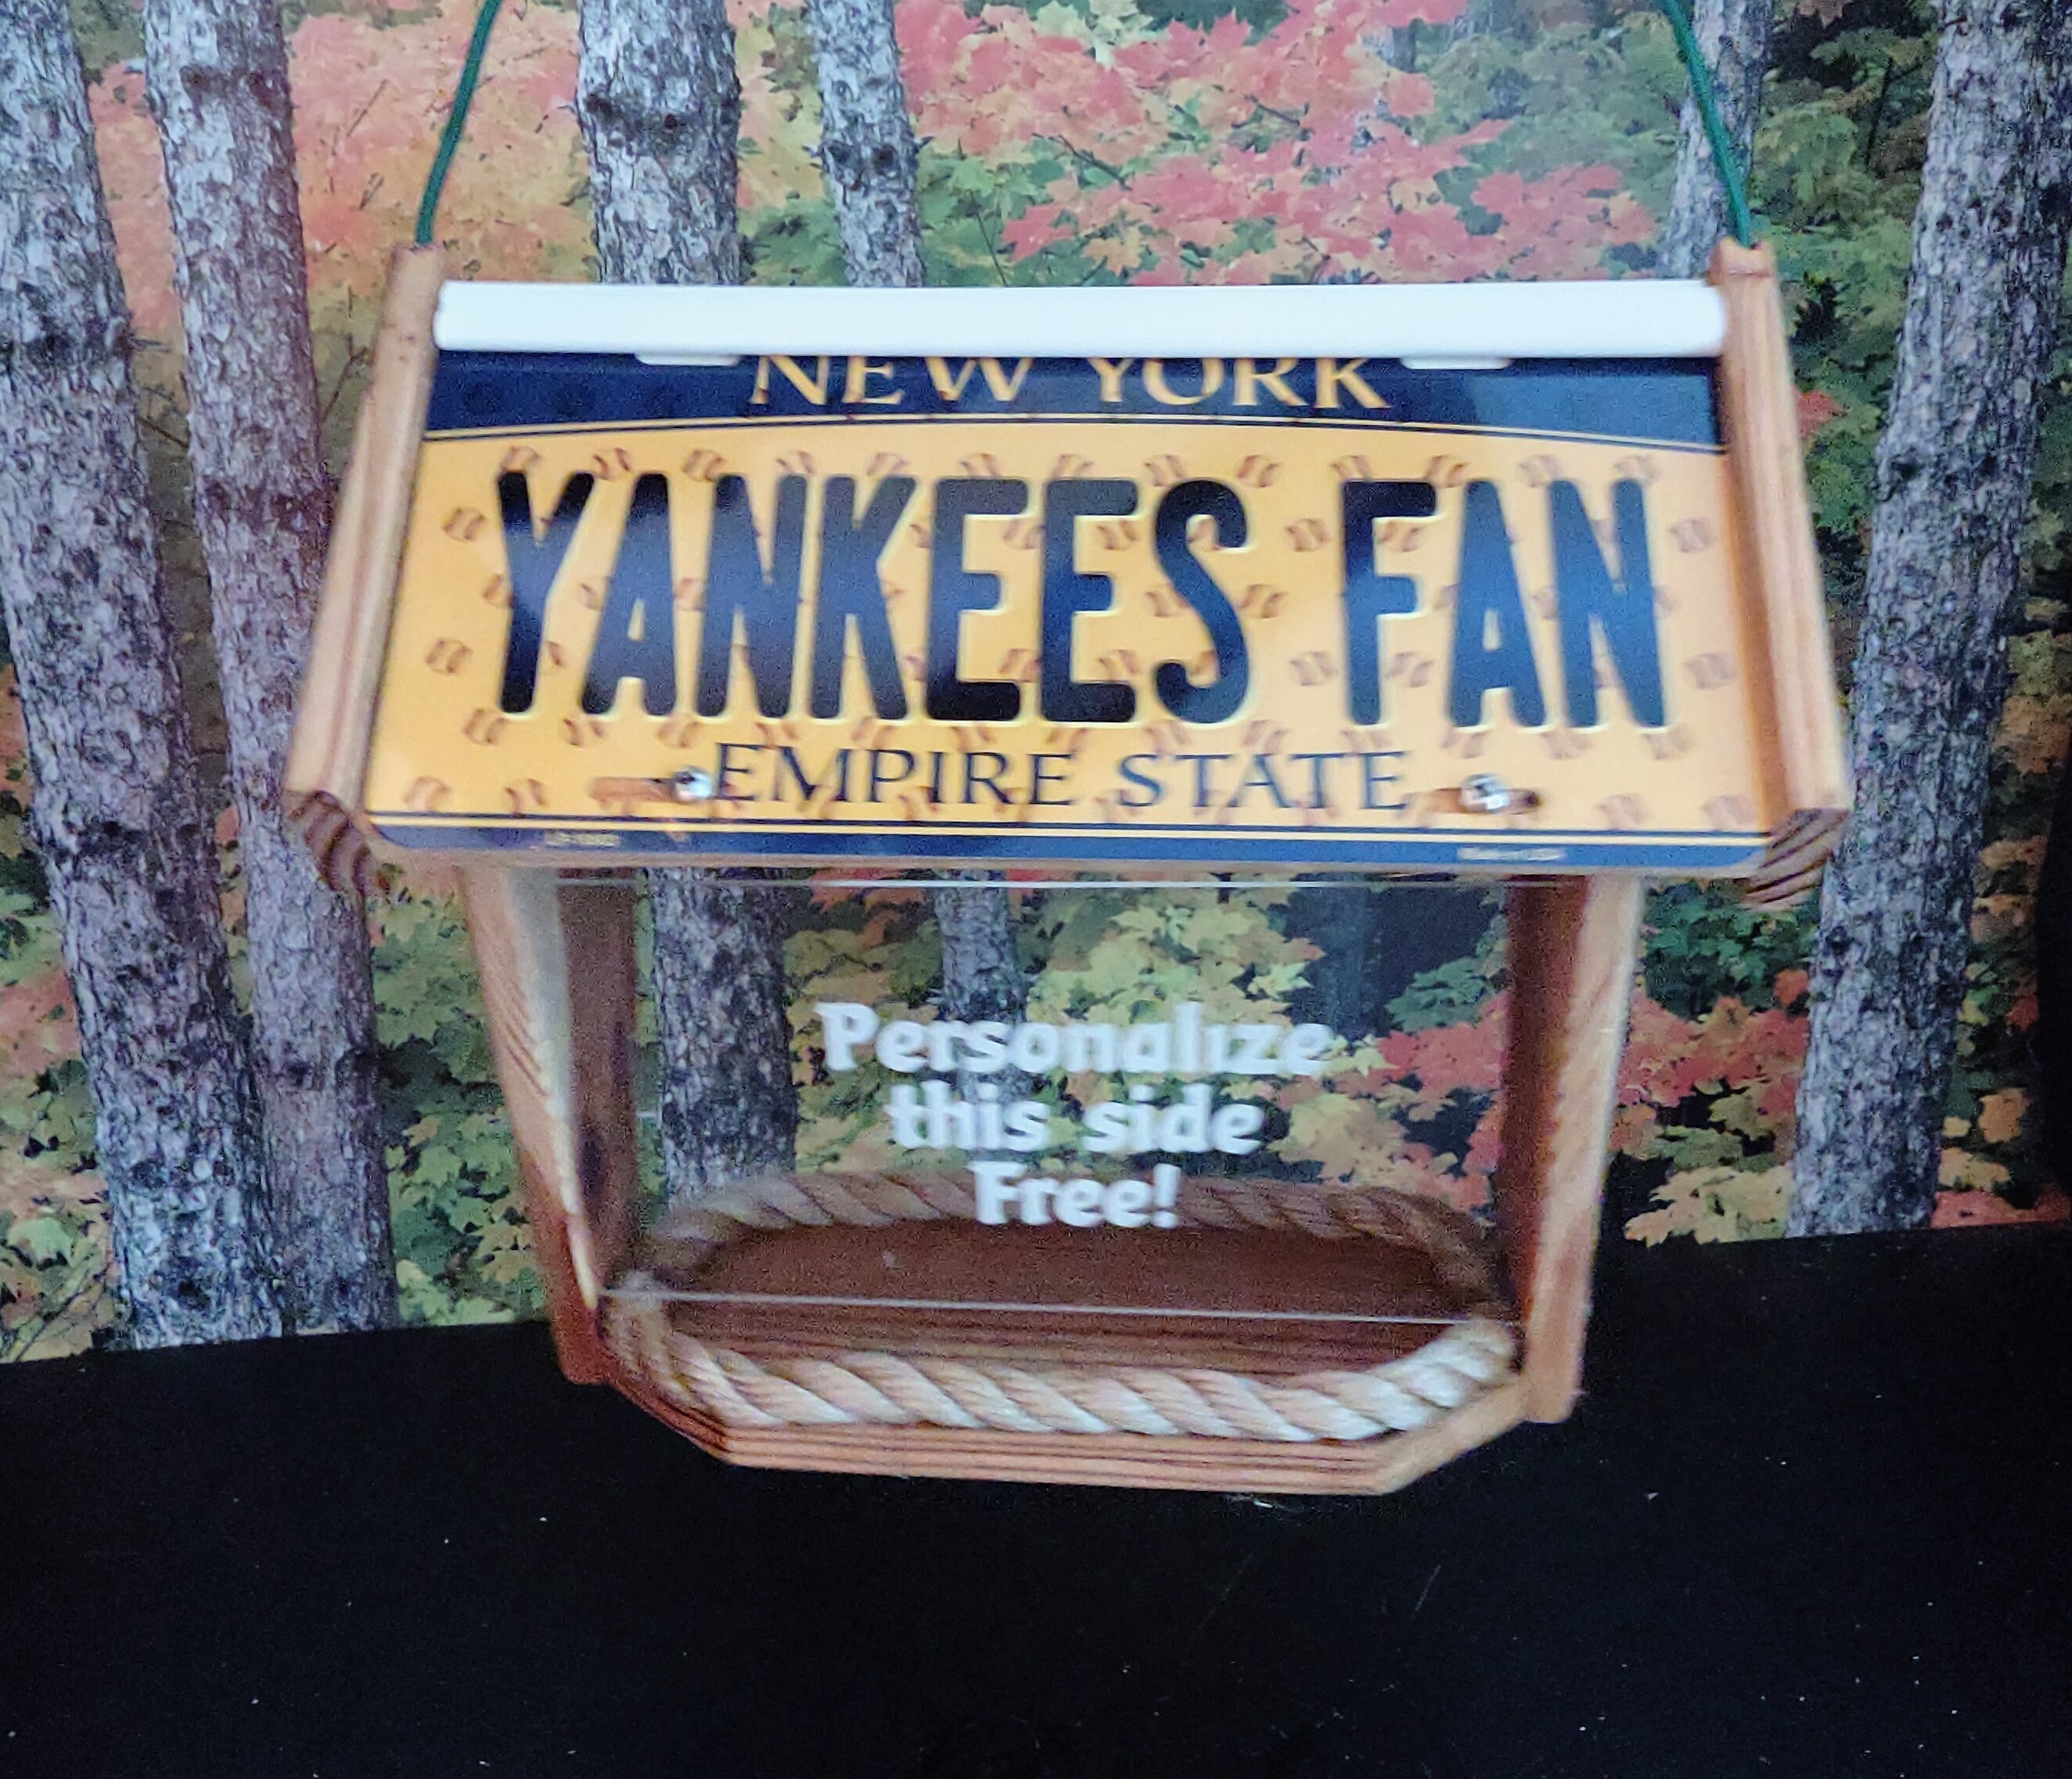 NEW YORK
YANKEES FAN
EMPIRE STATE
Personalize
this side
Free!